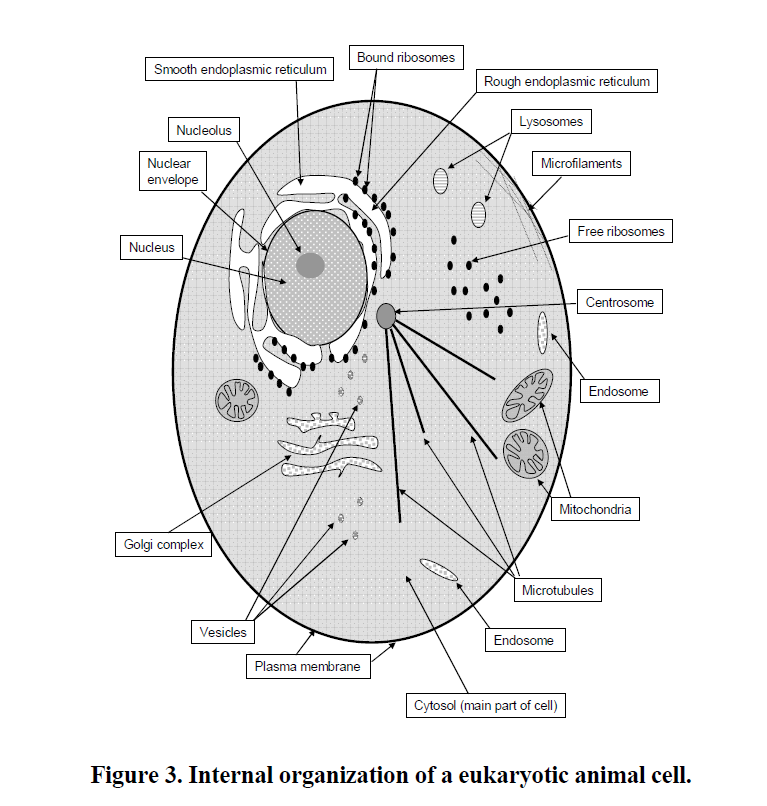 Bound ribosomes
Smooth endoplasmic reticulum
Rough endoplasmic reticulum
Nucleolus
Lysosomes
Nuclear
envelope
Microfilaments
Nucleus
Free ribosomes
Centrosome
Endosome
Mitochondria
Golgi complex
Microtubules
Vesicles
Endosome
Plasma membrane
Cytosol (main part of cell)
Figure 3. Internal organization of a eukaryotic animal cell.